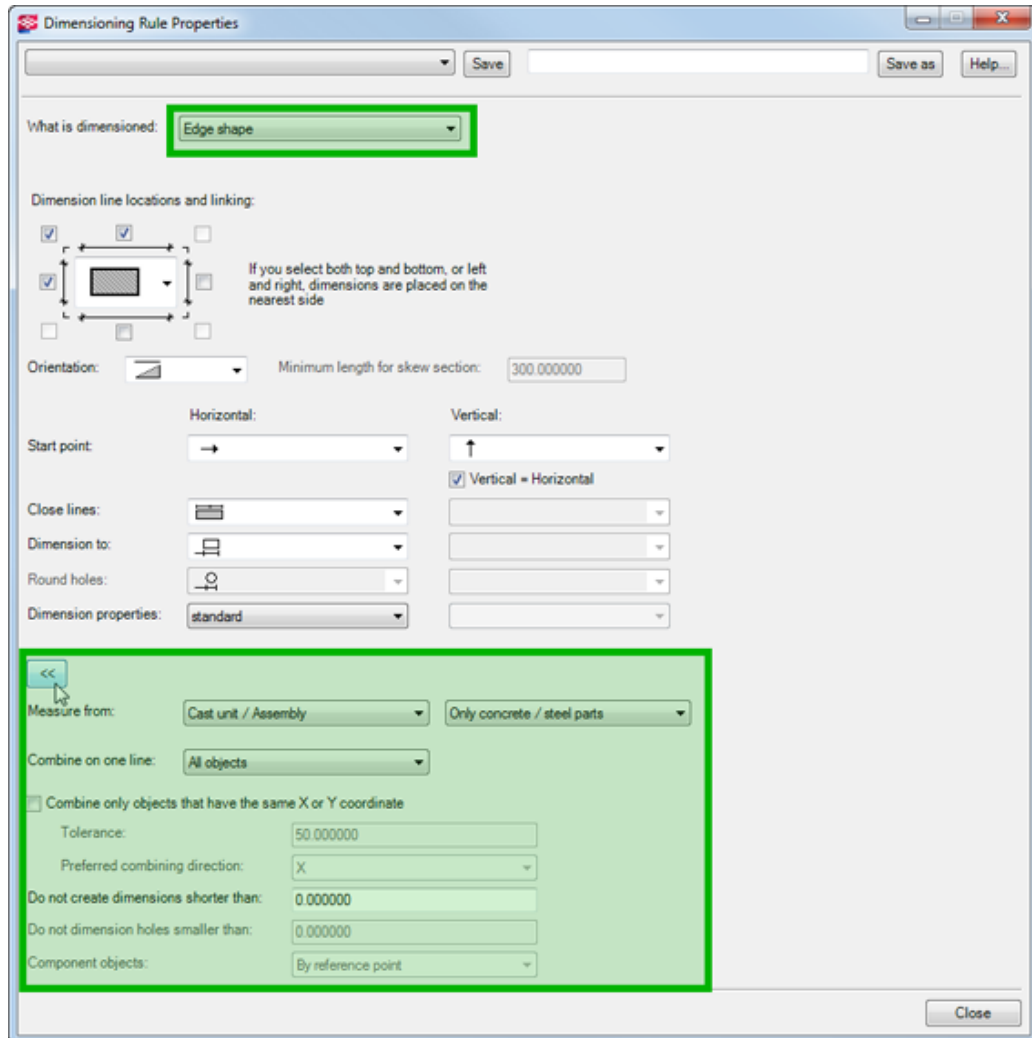 Dimensioning Rule Properties
Save Save as Help...
What is dimensioned: Edge shape
Dimension line locations and linking:
If you select both top and bottom, or left
and right, dimensions are placed on the
nearest side
Orientation: Minimum length for skew section: 300.000000
Horizontal: Vertical:
Start point:
Vertical = Horizontal
Close lines:
Dimension to:
Round holes:
Dimension properties: standard
<<
Measure from: Cast unit / Assembly Only concrete / steel parts
Combine on one line: All objects
Combine only objects that have the same X or Y coordinate
Tolerance: 50.000000
Preferred combining direction: X
Do not create dimensions shorter than: 0.000000
Do not dimension holes smaller than: 0.000000
Component objects: By reference point
Close